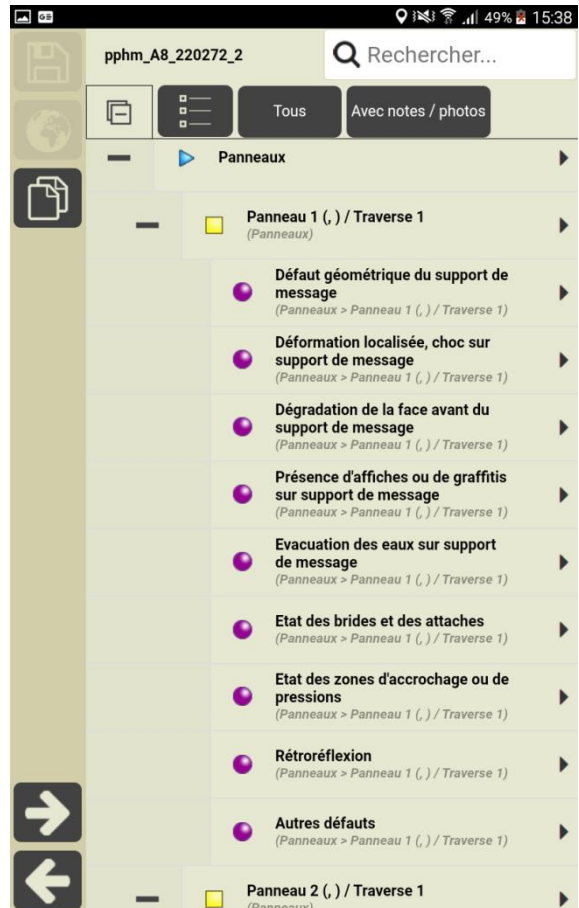 49% 15:38
pphm_A8_220272_2
Rechercher...
Tous
Avec notes / photos
Panneaux
Panneau 1 (, ) / Traverse 1
(Panneaux)
Défaut géométrique du support de
message
(Panneaux > Panneau 1 (, ) / Traverse 1)
Déformation localisée, choc sur
support de message
(Panneaux > Panneau 1 (, ) / Traverse 1)
Dégradation de la face avant du
support de message
(Panneaux > Panneau 1 (, ) / Traverse 1)
Présence d'affiches ou de graffitis
sur support de message
(Panneaux > Panneau 1 (, ) / Traverse 1)
Evacuation des eaux sur support
de message
(Panneaux > Panneau 1 (, ) / Traverse 1)
Etat des brides et des attaches
(Panneaux > Panneau 1 (, ) / Traverse 1)
Etat des zones d'accrochage ou de
pressions
(Panneaux > Panneau 1 (, ) / Traverse 1)
Rétroréflexion
(Panneaux > Panneau 1 (, ) / Traverse 1)
Autres défauts
(Panneaux > Panneau 1 (, ) / Traverse 1)
Panneau 2 (, ) / Traverse 1
(Panneaux)